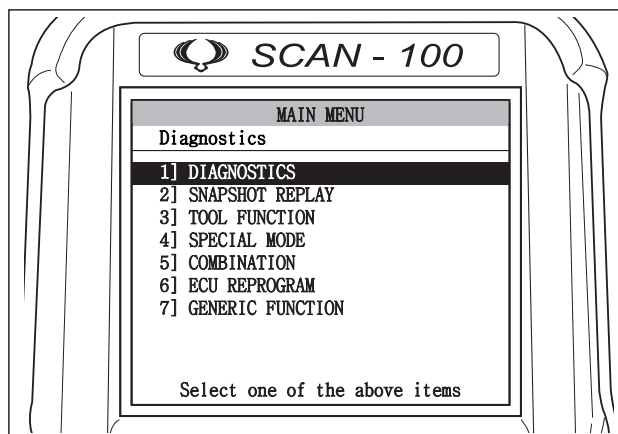 SCAN - 100
MAIN MENU
Diagnostics
1] DIAGNOSTICS
2] SNAPSHOT REPLAY
3] TOOL FUNCTION
4] SPECIAL MODE
5] COMBINATION
6] ECU REPROGRAM
7] GENERIC FUNCTION
Select one of the above items